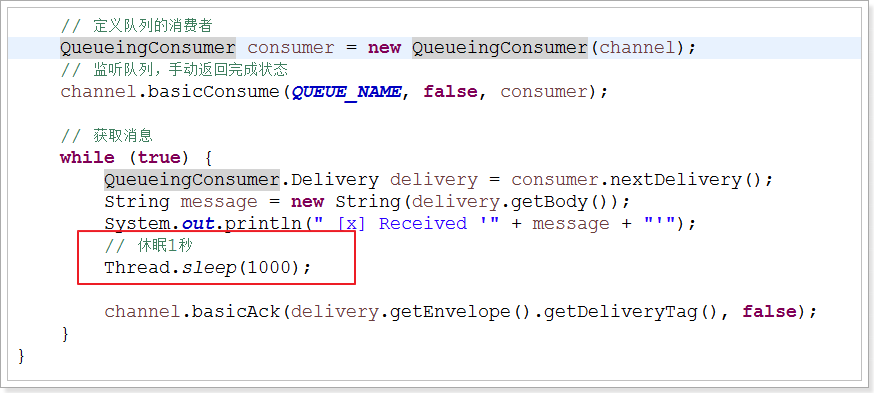 // 定义队列的消费者
QueueingConsumer consumer = new QueueingConsumer(channel);
// 监听队列，手动返回完成状态
channel.basicConsume(QUEUE_NAME, false, consumer);
// 获取消息
while (true) {
QueueingConsumer.Delivery delivery = consumer.nextDelivery();
String message = new String(delivery.getBody());
System.out.println(" [x] Received '" + message + "'");
// 休眠1秒
Thread.sleep(1000);
channel.basicAck(delivery.getEnvelope().getDeliveryTag(), false);
}
}